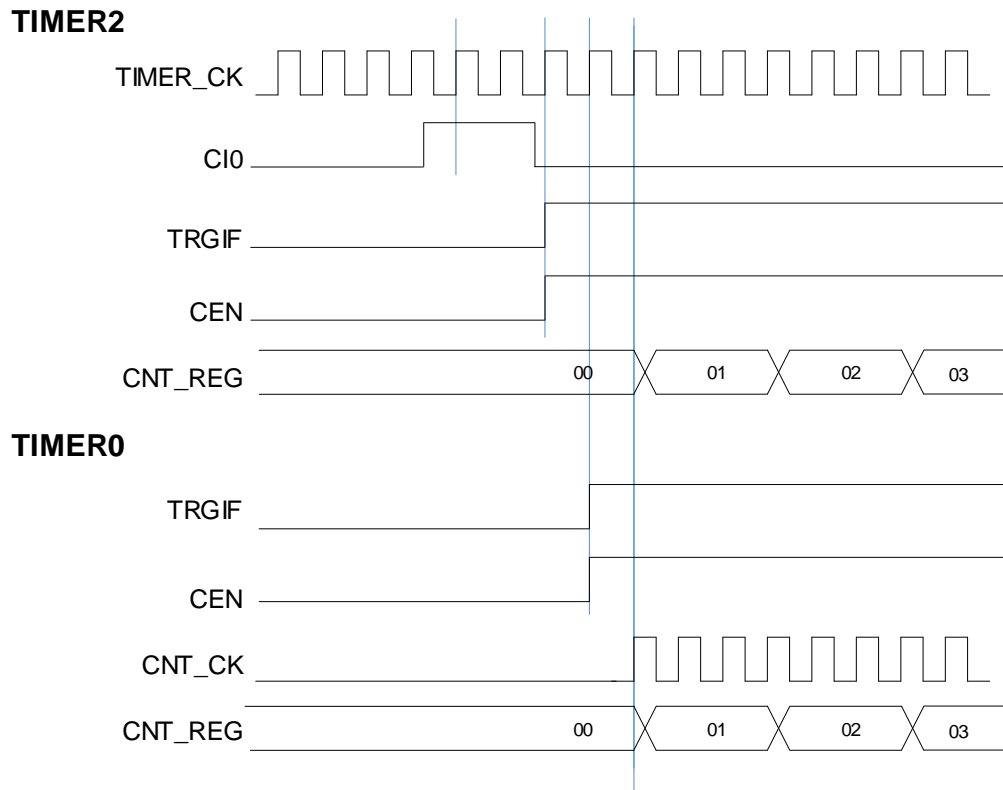 TIMER2
TIMER_CK
CI0
TRGIF
CEN
CNT_REG 00 01 02 03
TIMER0
TRGIF
CEN
CNT_CK
CNT_REG 00 01 02 03